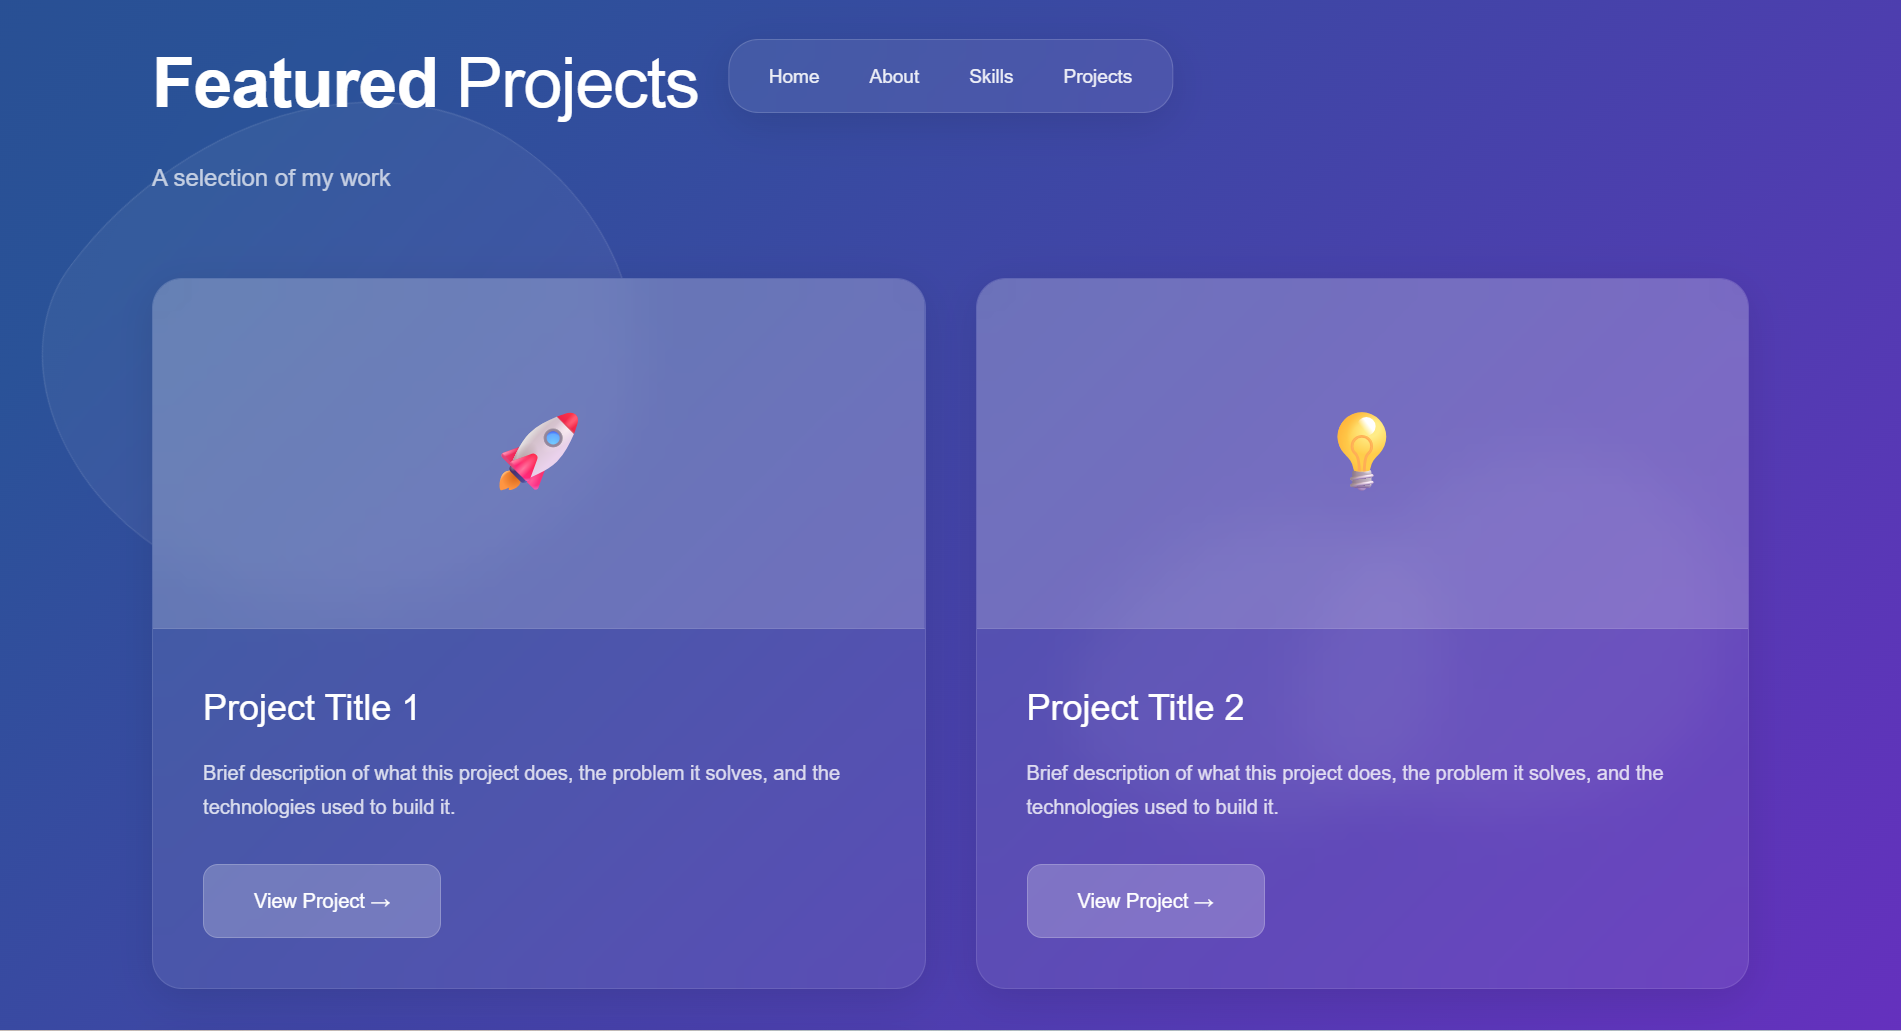 Featured Projects
Home About Skills Projects
A selection of my work
Project Title 1
Brief description of what this project does, the problem it solves, and the
technologies used to build it.
View Project →
Project Title 2
Brief description of what this project does, the problem it solves, and the
technologies used to build it.
View Project →